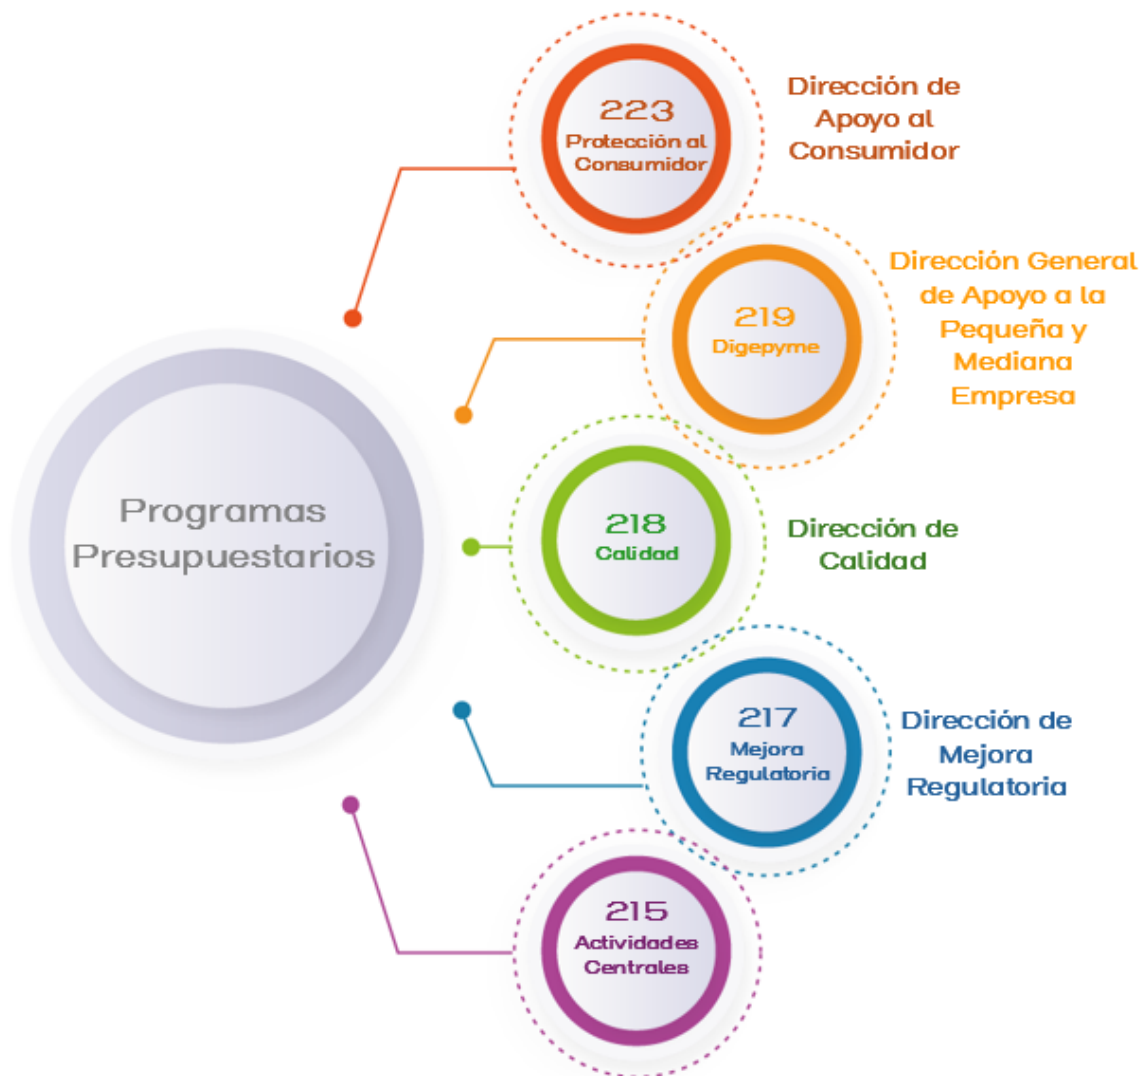 223
Protección al
Consumidor
Dirección de
Apoyo al
Consumidor
219
Digepyme
Dirección General
de Apoyo a la
Pequeña y
Mediana
Empresa
Programas
Presupuestarios
218
Calidad
Dirección de
Calidad
217
Mejora
Regulatoria
Dirección de
Mejora
Regulatoria
215
Actividades
Centrales